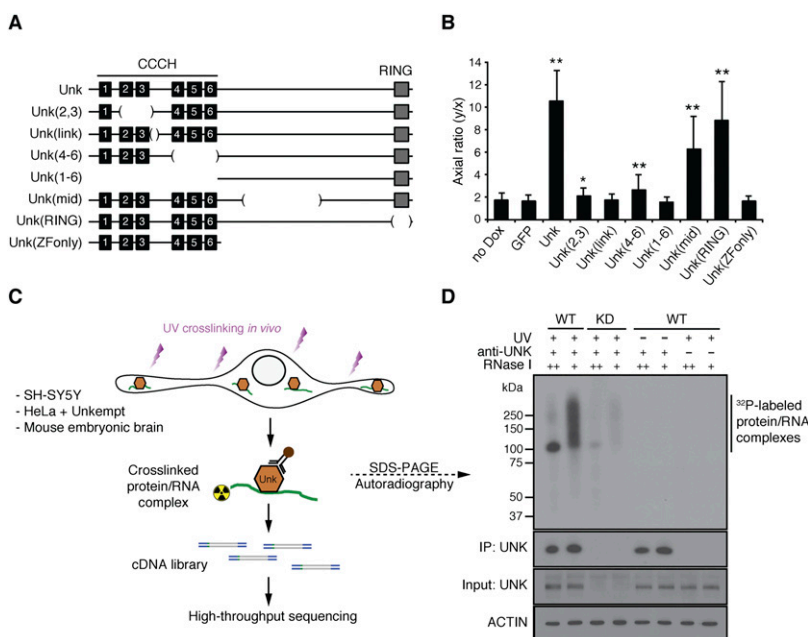 A
CCCH
RING
Unk
1 2 3 4 5 6
Unk(2,3)
1 ( ) 4 5 6
Unk(link)
1 2 3 ( ) 4 5 6
Unk(4-6)
1 2 3 ( )
Unk(1-6)
Unk(mid)
1 2 3 4 5 6 ( )
Unk(RING)
1 2 3 4 5 6 ( )
Unk(ZFonly)
1 2 3 4 5 6
B
Axial ratio (y/x)
14
12
10
8
6
4
2
0
**
*
**
**
**
no Dox
GFP
Unk
Unk(2,3)
Unk(link)
Unk(4-6)
Unk(1-6)
Unk(mid)
Unk(RING)
Unk(ZFonly)
C
UV crosslinking in vivo
- SH-SY5Y
- HeLa + Unkempt
- Mouse embryonic brain
Crosslinked
protein/RNA
complex
Unk
SDS-PAGE
Autoradiography
cDNA library
High-throughput sequencing
D
WT KD WT
UV + + + + – – + +
anti-UNK + + + + + + – –
RNase I ++ + ++ + ++ + ++ +
kDa
250
150
100
75
50
37
32P-labeled
protein/RNA
complexes
IP: UNK
Input: UNK
ACTIN